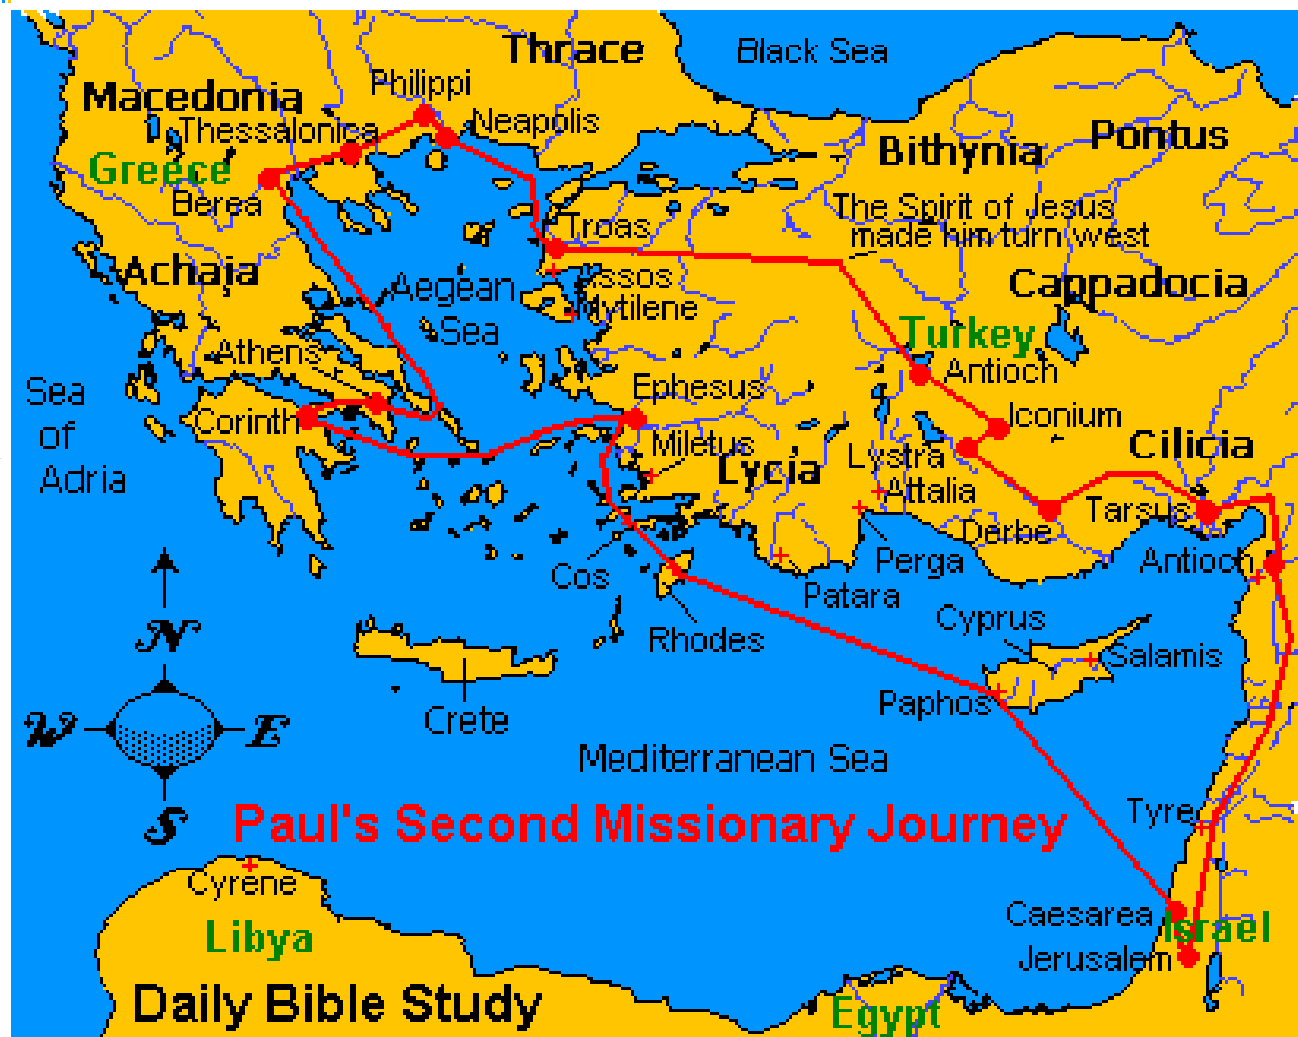 Thrace
Black Sea
Philippi
Macedonia
Neapolis
Thessalonica
Pontus
Bithynia
Greece
Berea
The Spirit of Jesus
made him turn west
Troas
Achaia
Assos
Cappadocia
Aegean
Sea
Mytilene
Turkey
Athens
Antioch
Sea
of
Adria
Ephesus
Corinth
Iconium
Miletus
Cilicia
Lystra
Lycia
Attalia
Tarsus
Derbe
Perga
Antioch
Cos
Patara
Cyprus
N
Rhodes
Salamis
Paphos
Crete
W
E
Mediterranean Sea
S
Paul's Second Missionary Journey
Tyre
Cyrene
Caesarea
Israel
Libya
Jerusalem
Daily Bible Study
Egypt